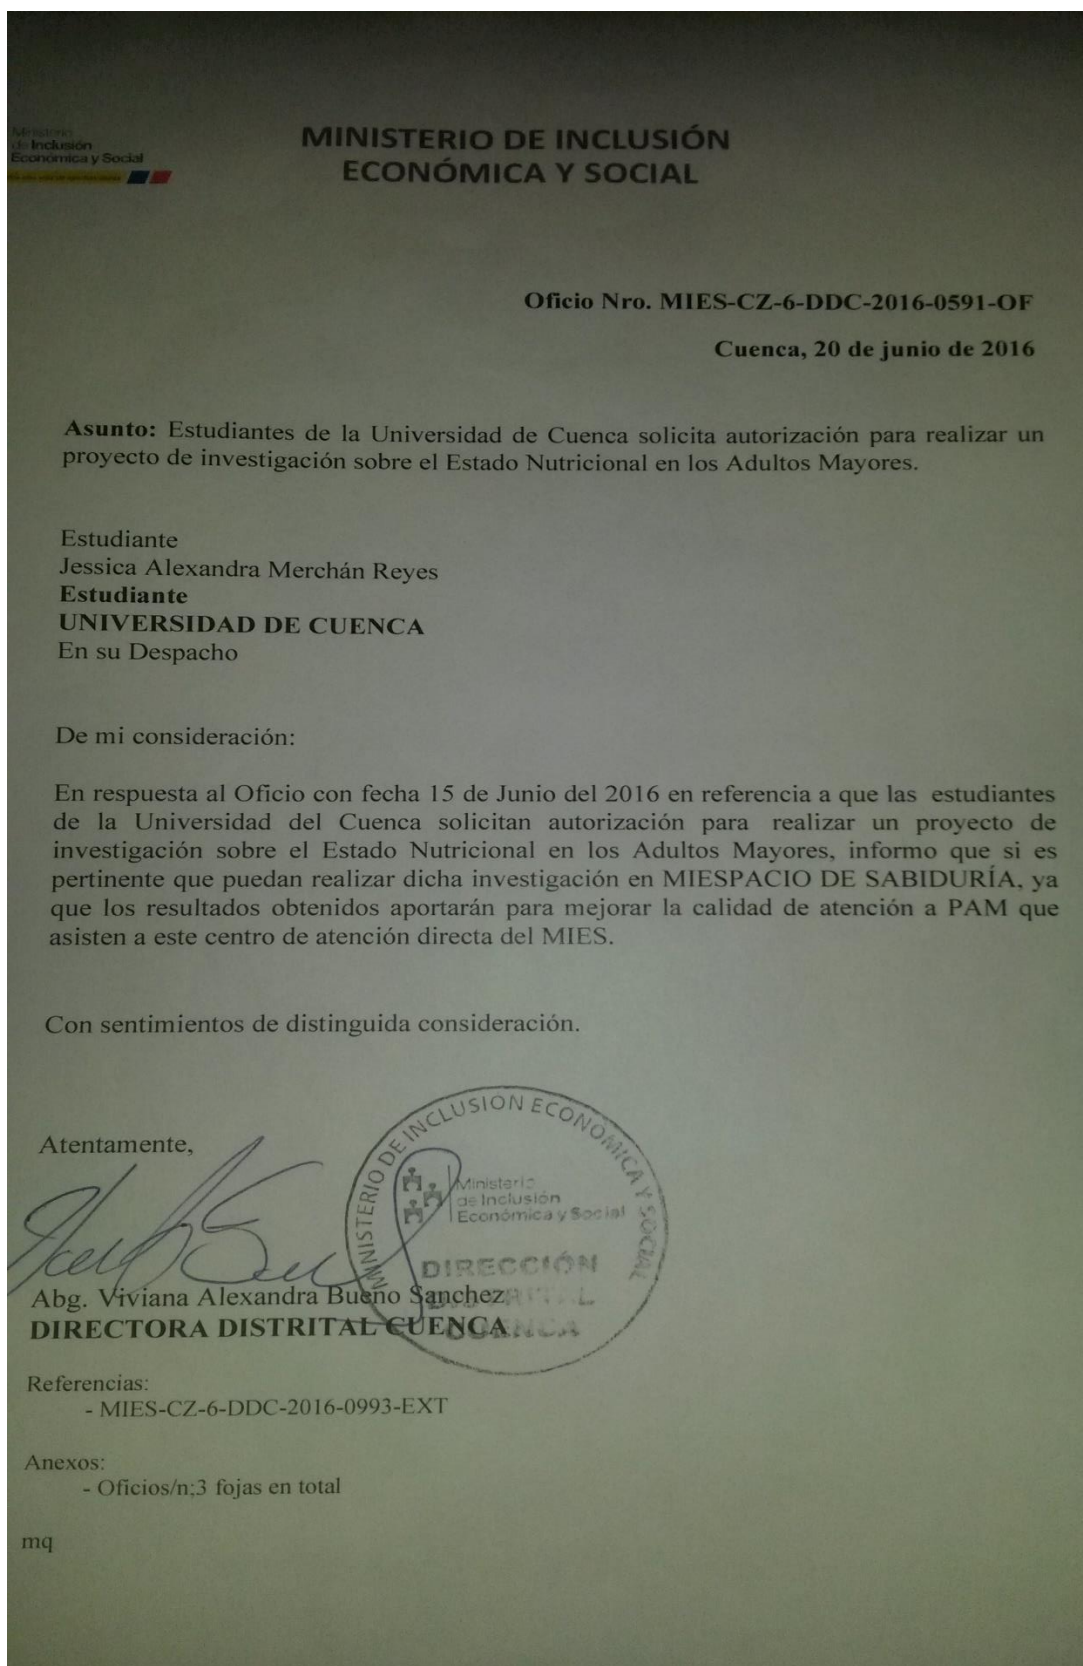 Ministerio
de Inclusión
Económica y Social
MINISTERIO DE INCLUSIÓN
ECONÓMICA Y SOCIAL
Oficio Nro. MIES-CZ-6-DDC-2016-0591-OF
Cuenca, 20 de junio de 2016
Asunto: Estudiantes de la Universidad de Cuenca solicita autorización para realizar un
proyecto de investigación sobre el Estado Nutricional en los Adultos Mayores.
Estudiante
Jessica Alexandra Merchán Reyes
Estudiante
UNIVERSIDAD DE CUENCA
En su Despacho
De mi consideración:
En respuesta al Oficio con fecha 15 de Junio del 2016 en referencia a que las estudiantes
de la Universidad del Cuenca solicitan autorización para realizar un proyecto de
investigación sobre el Estado Nutricional en los Adultos Mayores, informo que si es
pertinente que puedan realizar dicha investigación en MIESPACIO DE SABIDURÍA, ya
que los resultados obtenidos aportarán para mejorar la calidad de atención a PAM que
asisten a este centro de atención directa del MIES.
Con sentimientos de distinguida consideración.
Atentamente,
MINISTERIO DE INCLUSION ECONOMICA Y SOCIAL
Ministerio
de Inclusión
Económica y Social
DIRECCIÓN
DISTRITAL
CUENCA
Abg. Viviana Alexandra Bueno Sanchez
DIRECTORA DISTRITAL CUENCA
Referencias:
- MIES-CZ-6-DDC-2016-0993-EXT
Anexos:
- Oficios/n;3 fojas en total
mq